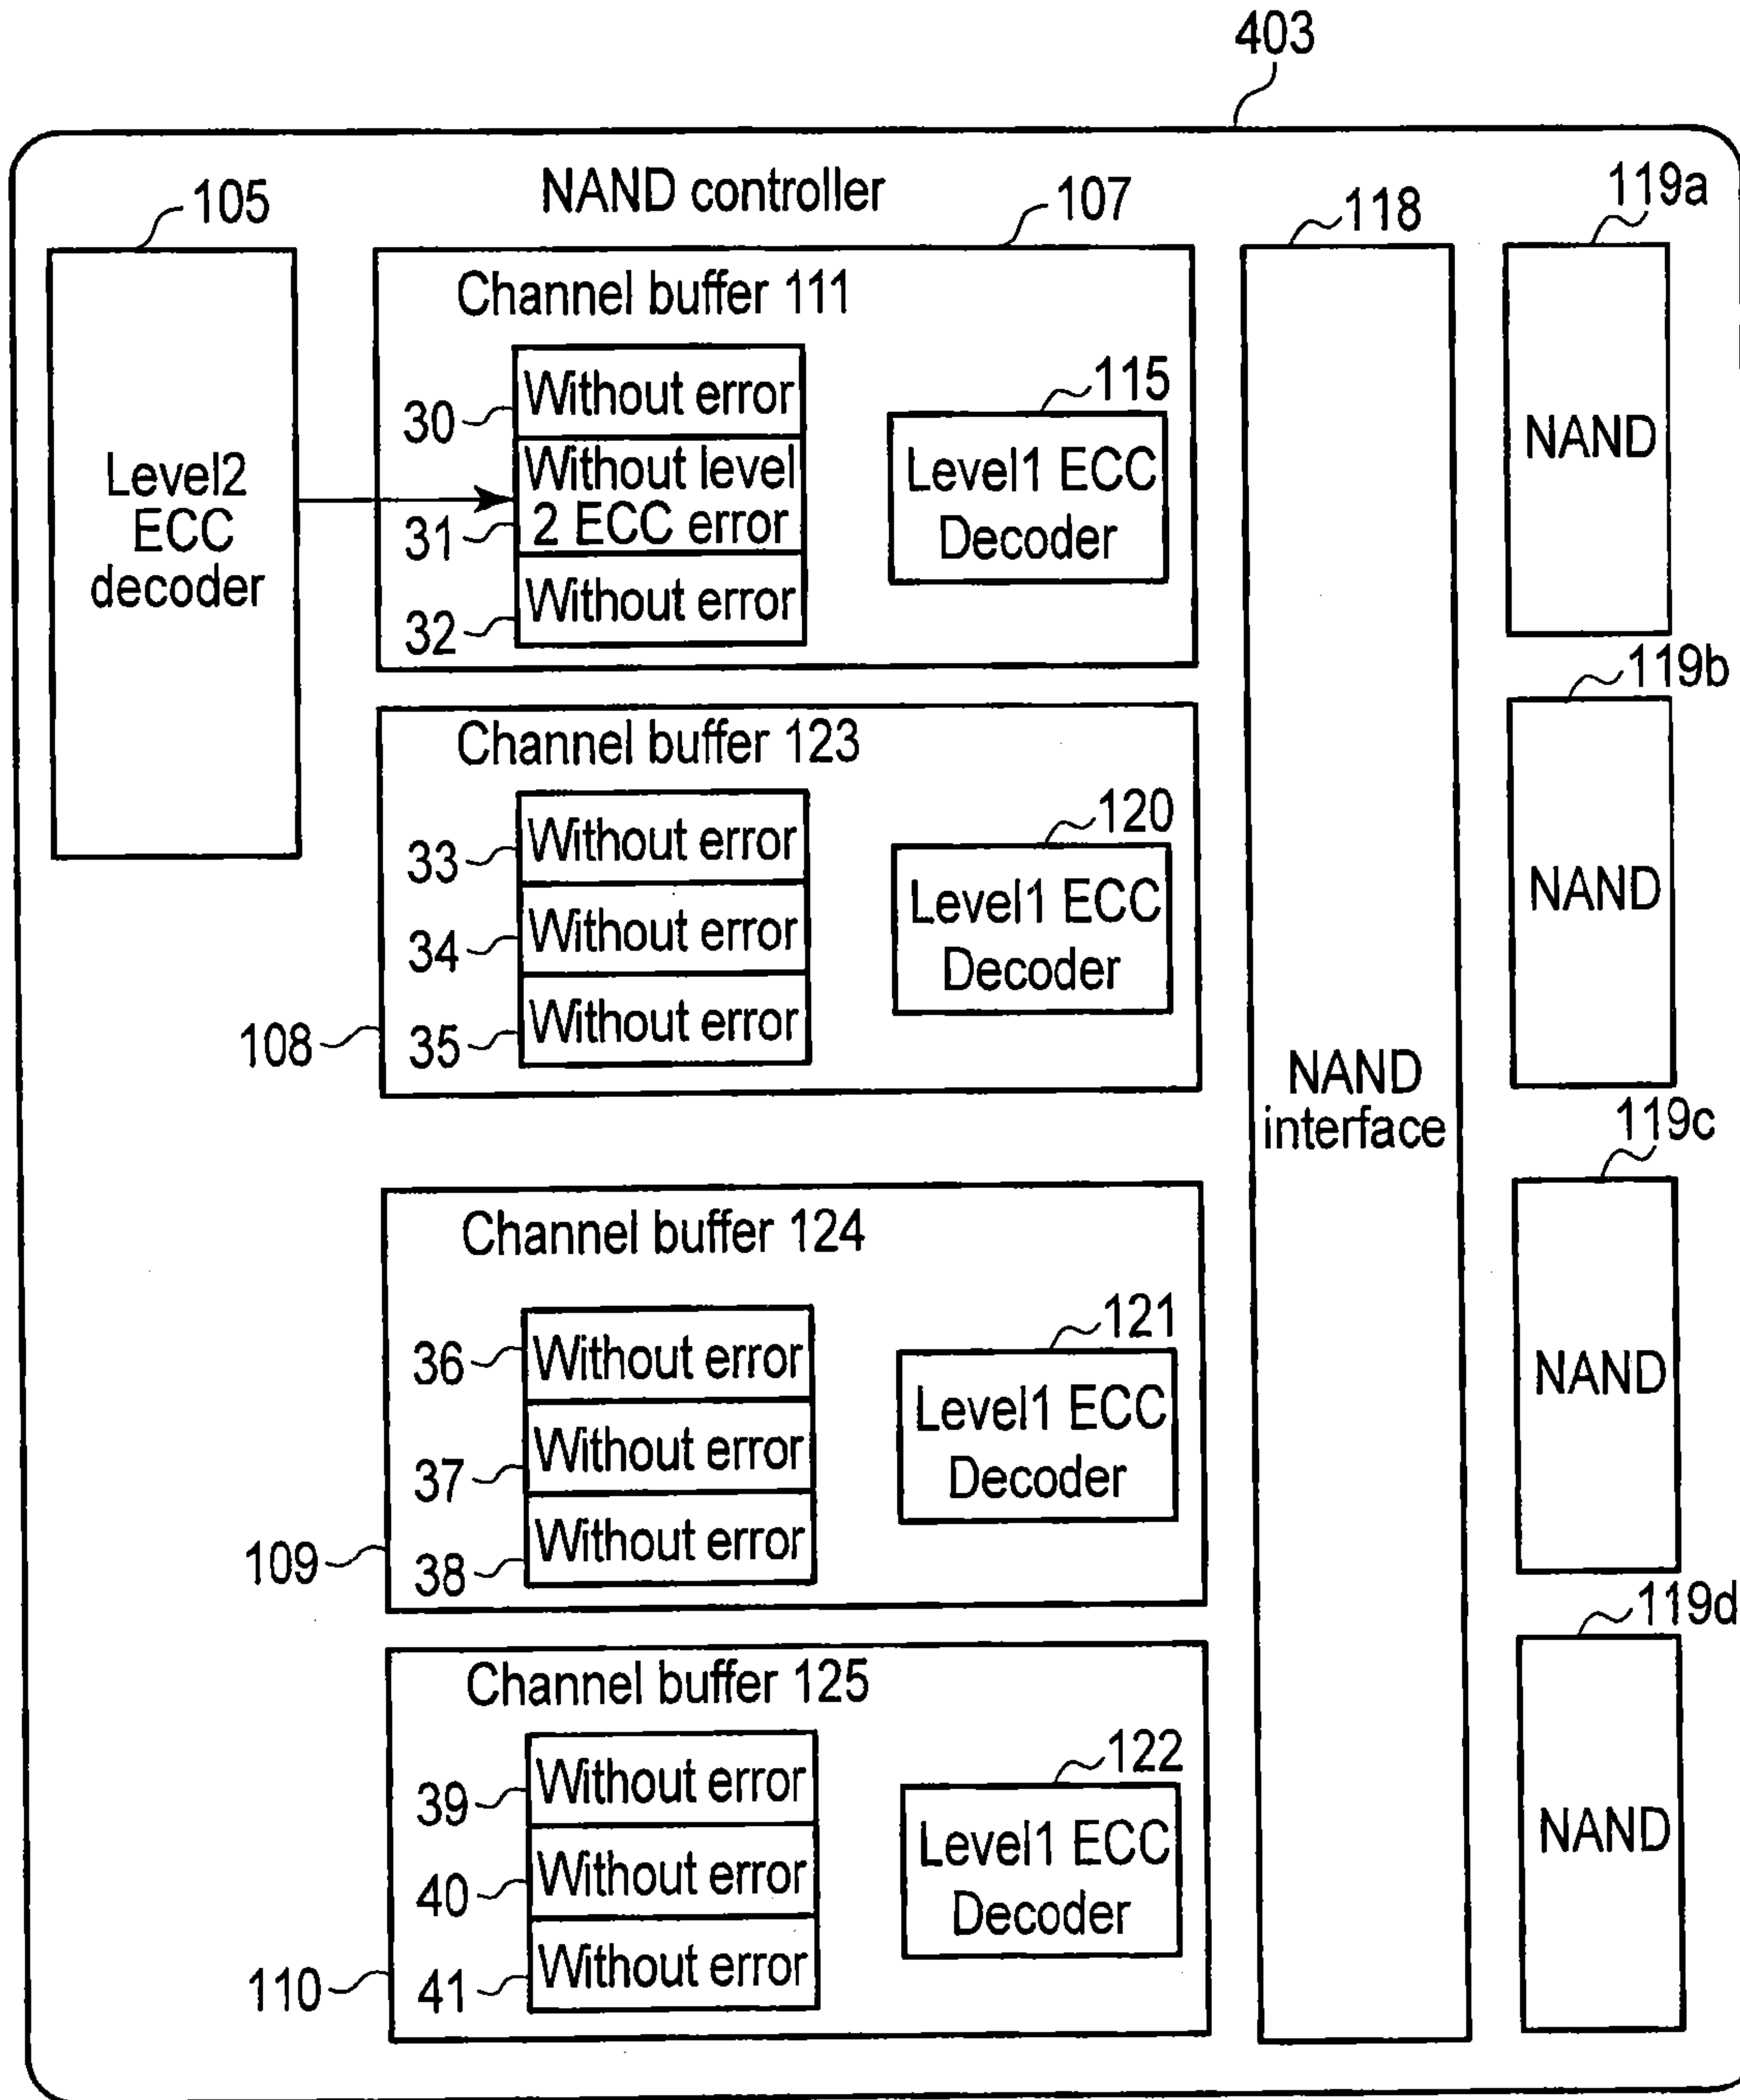 403
NAND controller
105
107
118
119a
Level2
ECC
decoder
Channel buffer 111
30
Without error
31
Without level
2 ECC error
32
Without error
115
Level1 ECC
Decoder
NAND
119b
Channel buffer 123
33
Without error
34
Without error
35
Without error
108
120
Level1 ECC
Decoder
NAND
NAND
interface
119c
Channel buffer 124
36
Without error
37
Without error
38
Without error
109
121
Level1 ECC
Decoder
NAND
119d
Channel buffer 125
39
Without error
40
Without error
41
Without error
110
122
Level1 ECC
Decoder
NAND